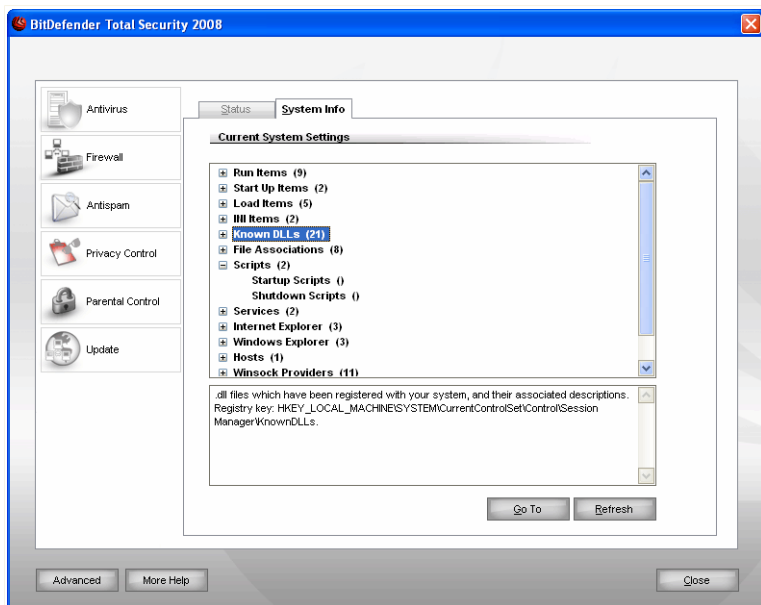 BitDefender Total Security 2008
Antivirus
Firewall
Antispam
Privacy Control
Parental Control
Update
Status
System Info
Current System Settings
Run Items (9)
Start Up Items (2)
Load Items (5)
INI Items (2)
Known DLLs (21)
File Associations (8)
Scripts (2)
Startup Scripts ()
Shutdown Scripts ()
Services (2)
Internet Explorer (3)
Windows Explorer (3)
Hosts (1)
Winsock Providers (11)
.dll files which have been registered with your system, and their associated descriptions.
Registry key: HKEY_LOCAL_MACHINE\SYSTEM\CurrentControlSet\Control\Session
Manager\KnownDLLs.
Go To
Refresh
Advanced
More Help
Close